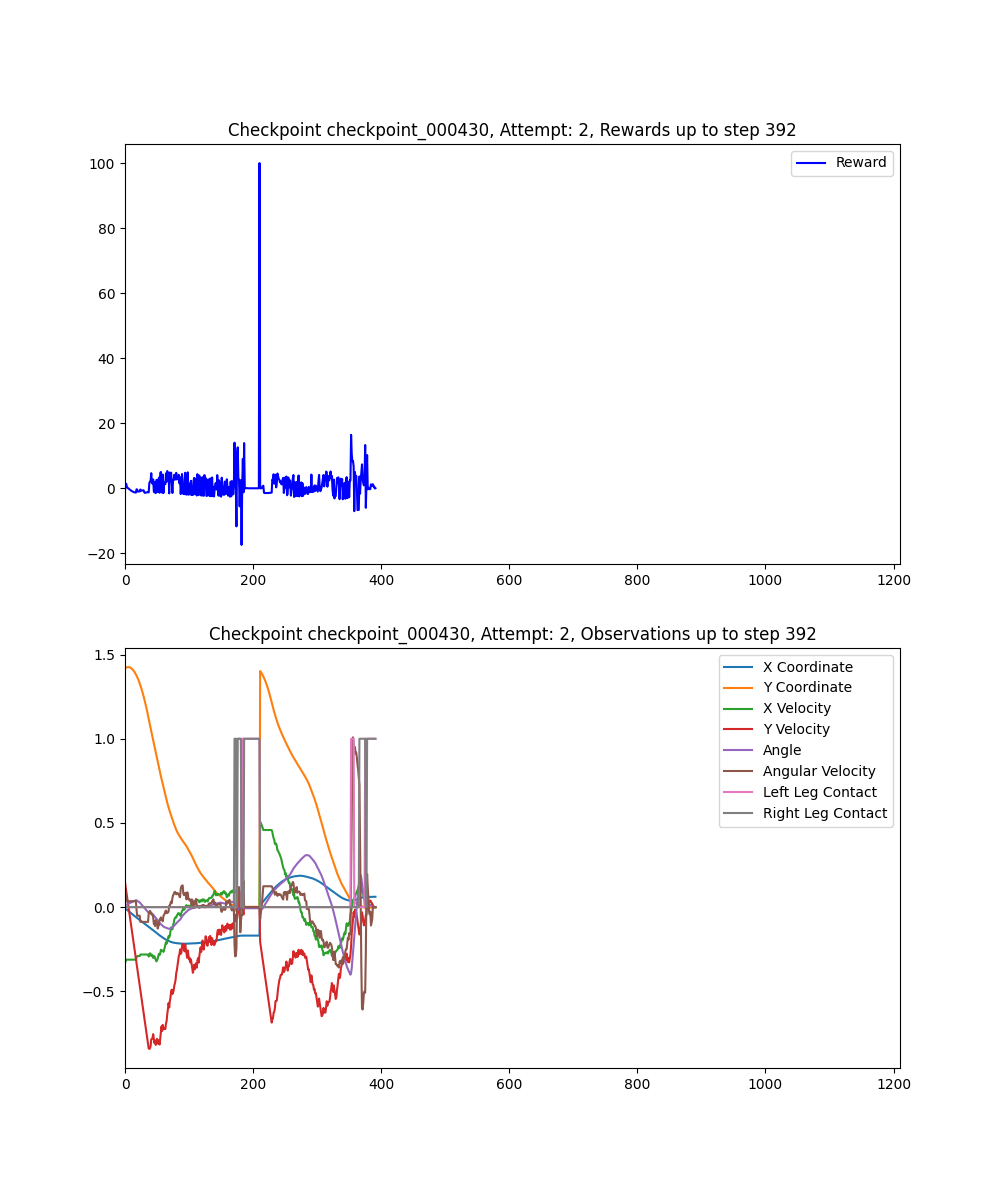 Checkpoint checkpoint_000430, Attempt: 2, Rewards up to step 392
Reward
100
80
60
40
20
0
−20
0 200 400 600 800 1000 1200
Checkpoint checkpoint_000430, Attempt: 2, Observations up to step 392
X Coordinate
Y Coordinate
X Velocity
Y Velocity
Angle
Angular Velocity
Left Leg Contact
Right Leg Contact
1.5
1.0
0.5
0.0
−0.5
0 200 400 600 800 1000 1200